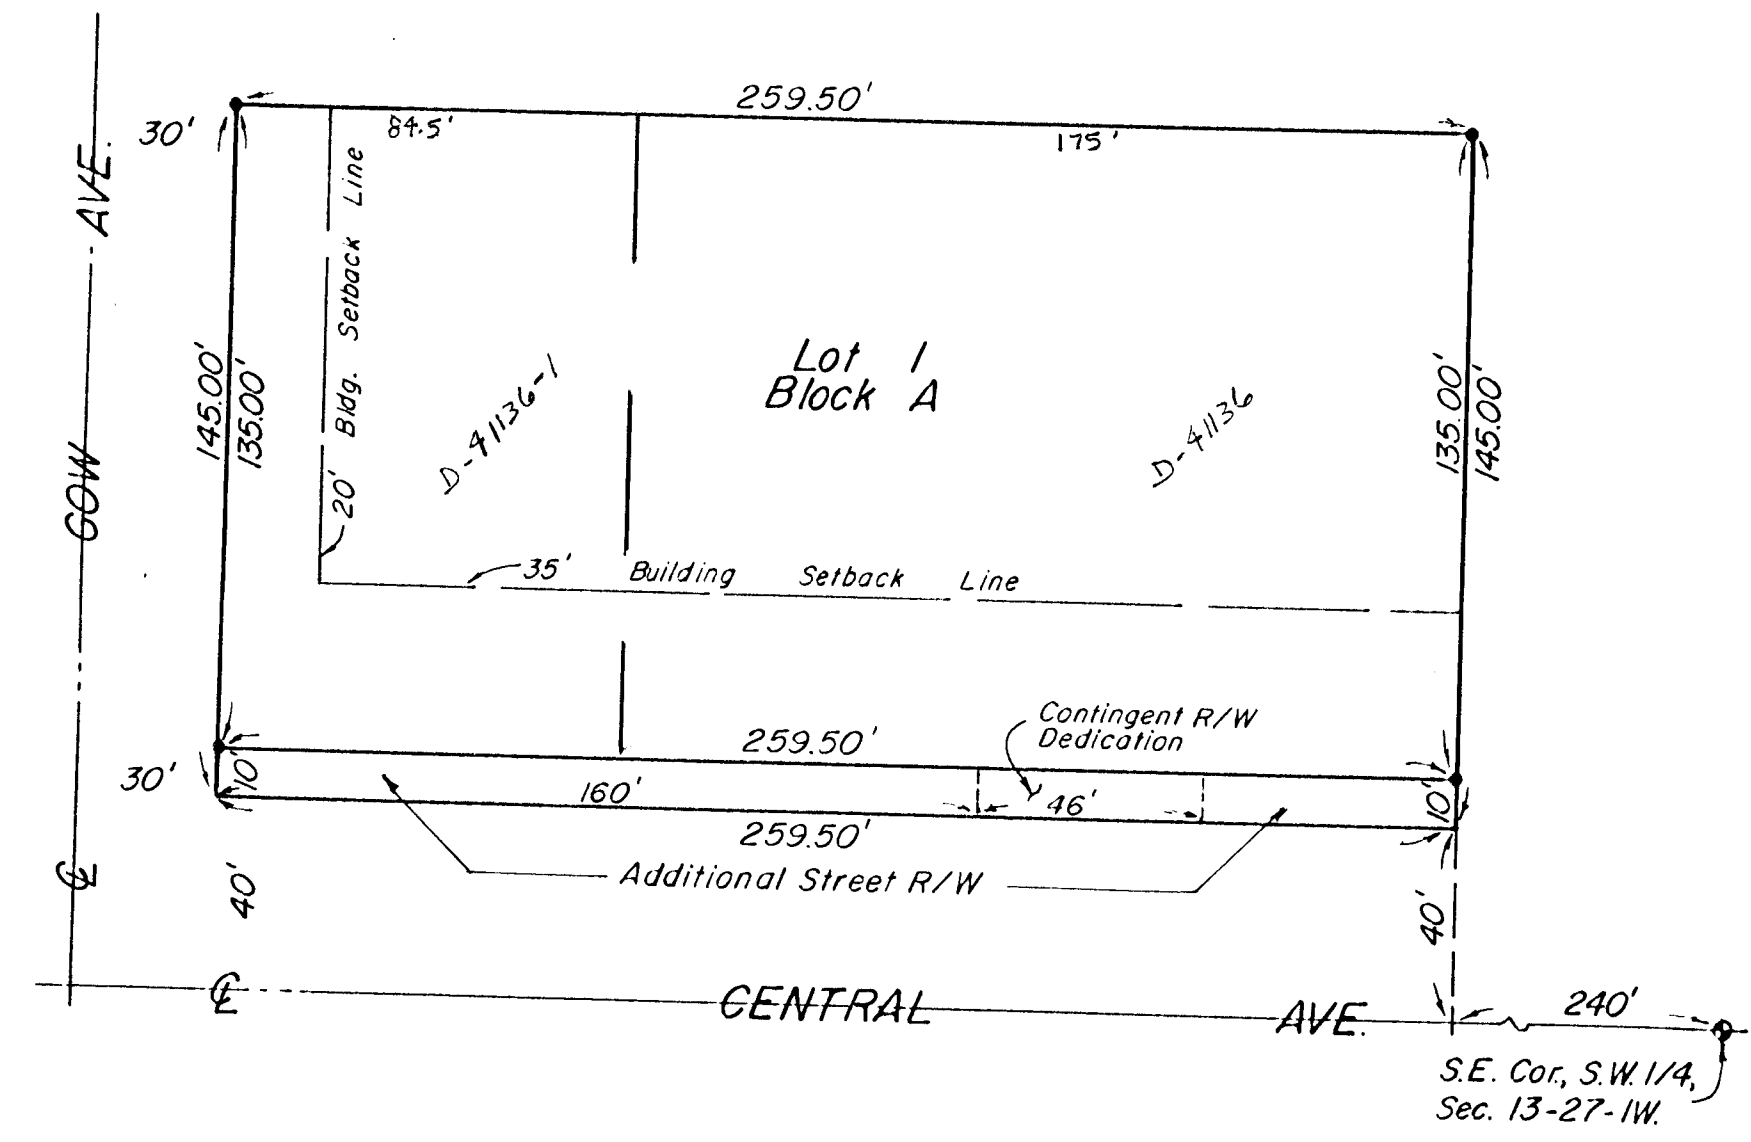 259.50'
30'
84.5'
175'
GOW AVE.
20' Bldg. Setback Line
145.00'
135.00'
Lot 1
Block A
D-41136-1
D-41136
135.00'
145.00'
35' Building Setback Line
Contingent R/W
Dedication
259.50'
30'
10'
160'
46'
10'
259.50'
Additional Street R/W
40'
40'
℄
℄
CENTRAL AVE.
240'
S.E. Cor., S.W. 1/4,
Sec. 13-27-1W.